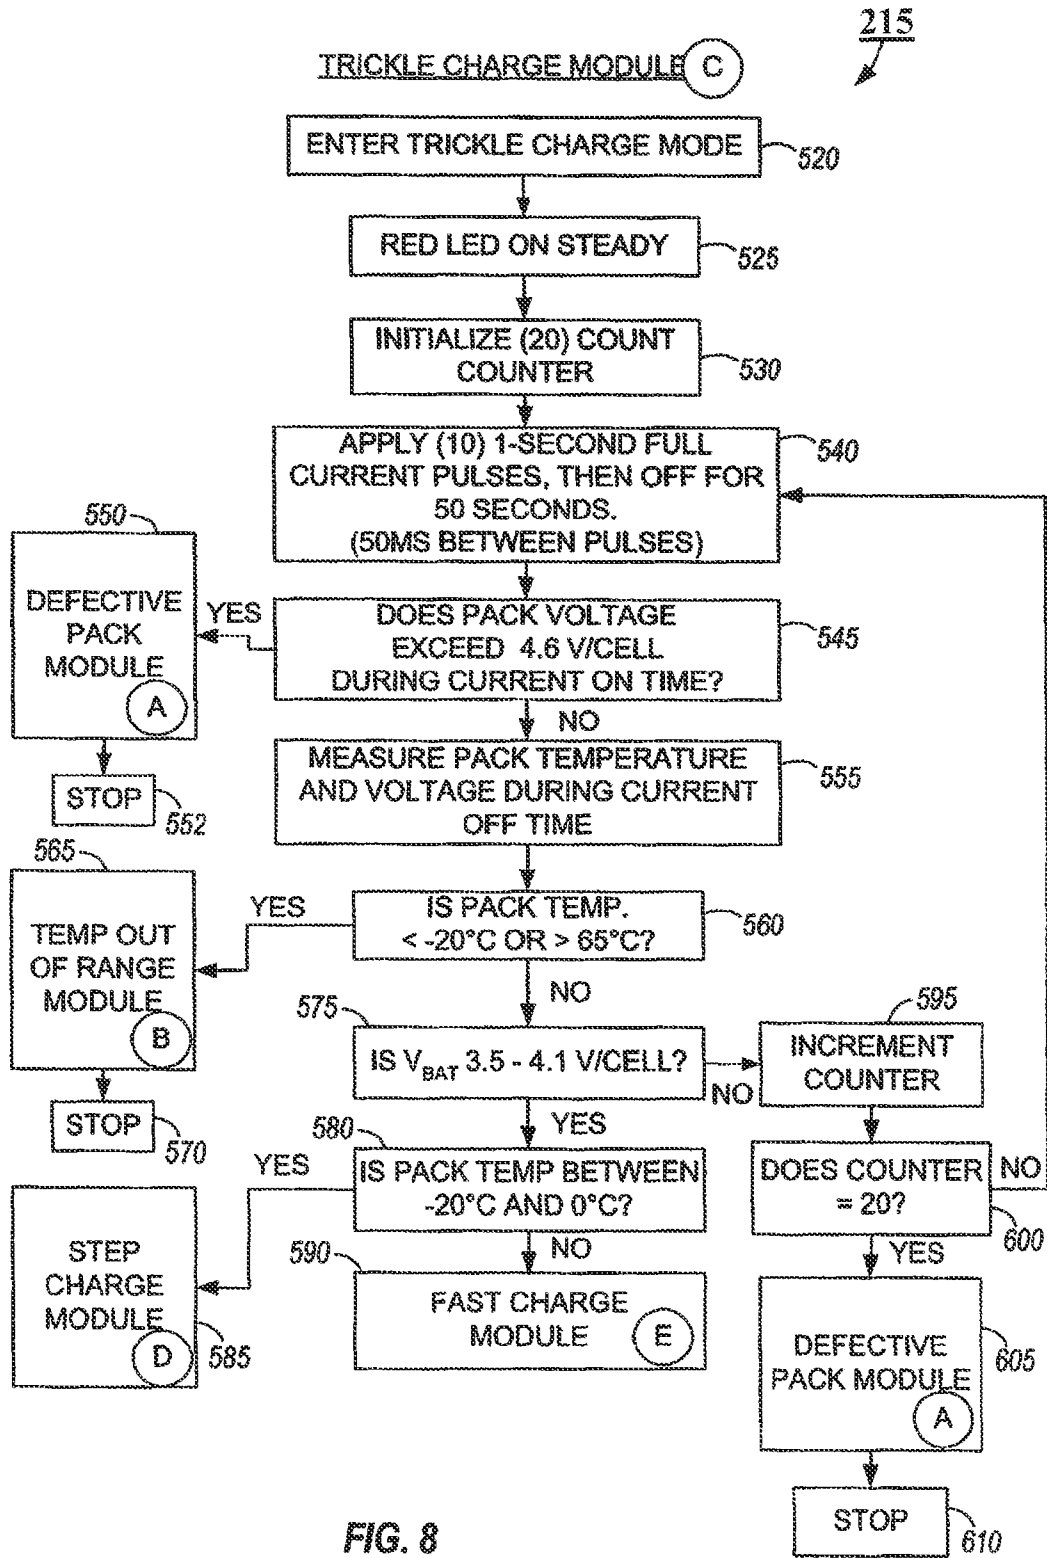 215
TRICKLE CHARGE MODULE C
ENTER TRICKLE CHARGE MODE
520
RED LED ON STEADY
525
INITIALIZE (20) COUNT
COUNTER
530
APPLY (10) 1-SECOND FULL
CURRENT PULSES, THEN OFF FOR
50 SECONDS.
(50MS BETWEEN PULSES)
540
550
DEFECTIVE
PACK
MODULE
A
YES
DOES PACK VOLTAGE
EXCEED 4.6 V/CELL
DURING CURRENT ON TIME?
545
NO
STOP
552
MEASURE PACK TEMPERATURE
AND VOLTAGE DURING CURRENT
OFF TIME
555
565
TEMP OUT
OF RANGE
MODULE
B
YES
IS PACK TEMP.
< -20°C OR > 65°C?
560
NO
STOP
570
575
IS VBAT 3.5 - 4.1 V/CELL?
NO
595
INCREMENT
COUNTER
YES
580
IS PACK TEMP BETWEEN
-20°C AND 0°C?
YES
NO
DOES COUNTER
= 20?
NO
600
YES
STEP
CHARGE
MODULE
D
585
590
FAST CHARGE
MODULE
E
DEFECTIVE
PACK MODULE
A
605
STOP
610
FIG. 8